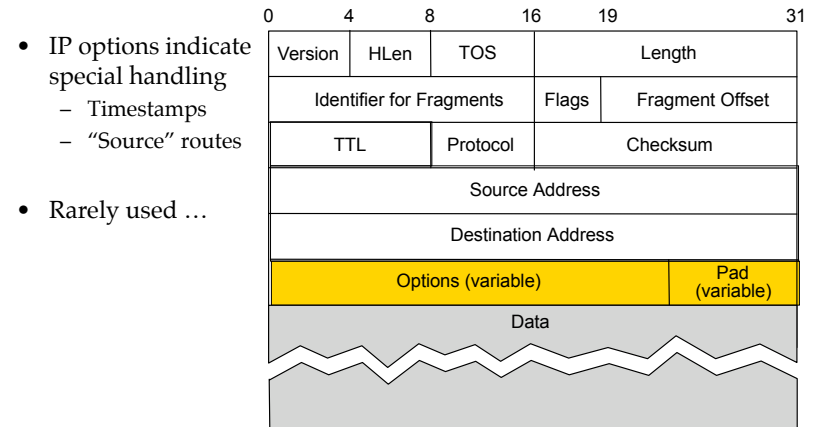 • IP options indicate special handling
– Timestamps
– “Source” routes
• Rarely used …
0 4 8 16 19 31
Version HLen TOS Length
Identifier for Fragments Flags Fragment Offset
TTL Protocol Checksum
Source Address
Destination Address
Options (variable) Pad (variable)
Data